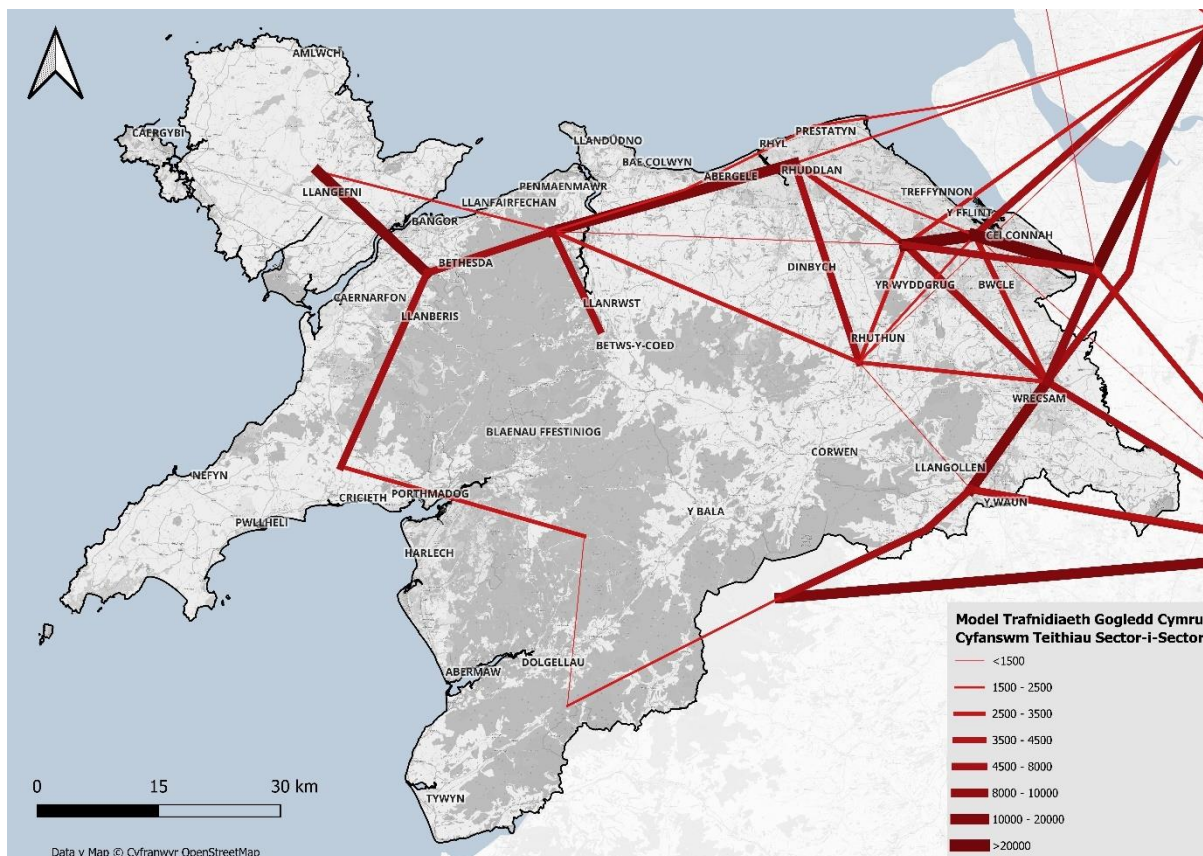 AMLWCH
CAERGYBI
LLANDUDNO
PRESTATYN
RHYL
BAE COLWYN
RHUDDLAN
ABERGELE
PENMAENMAWR
TREFFYNNON
LLANGEFNI
LLANFAIRFECHAN
Y FFLINT
BANGOR
CEI CONNAH
BETHESDA
DINBYCH
YR WYDDGRUG
BWCLE
CAERNARFON
LLANRWST
LLANBERIS
RHUTHUN
BETWS-Y-COED
WRECSAM
BLAENAU FFESTINIOG
CORWEN
LLANGOLLEN
NEFYN
CRICIETH
PORTHMADOG
Y WAUN
Y BALA
PWLLHELI
HARLECH
DOLGELLAU
ABERMAW
TYWYN
Model Trafnidiaeth Gogledd Cymru
Cyfanswm Teithiau Sector-i-Sector
<1500
1500 - 2500
2500 - 3500
3500 - 4500
4500 - 8000
8000 - 10000
10000 - 20000
>20000
0 15 30 km
Data y Map © Cyfranwyr OpenStreetMap